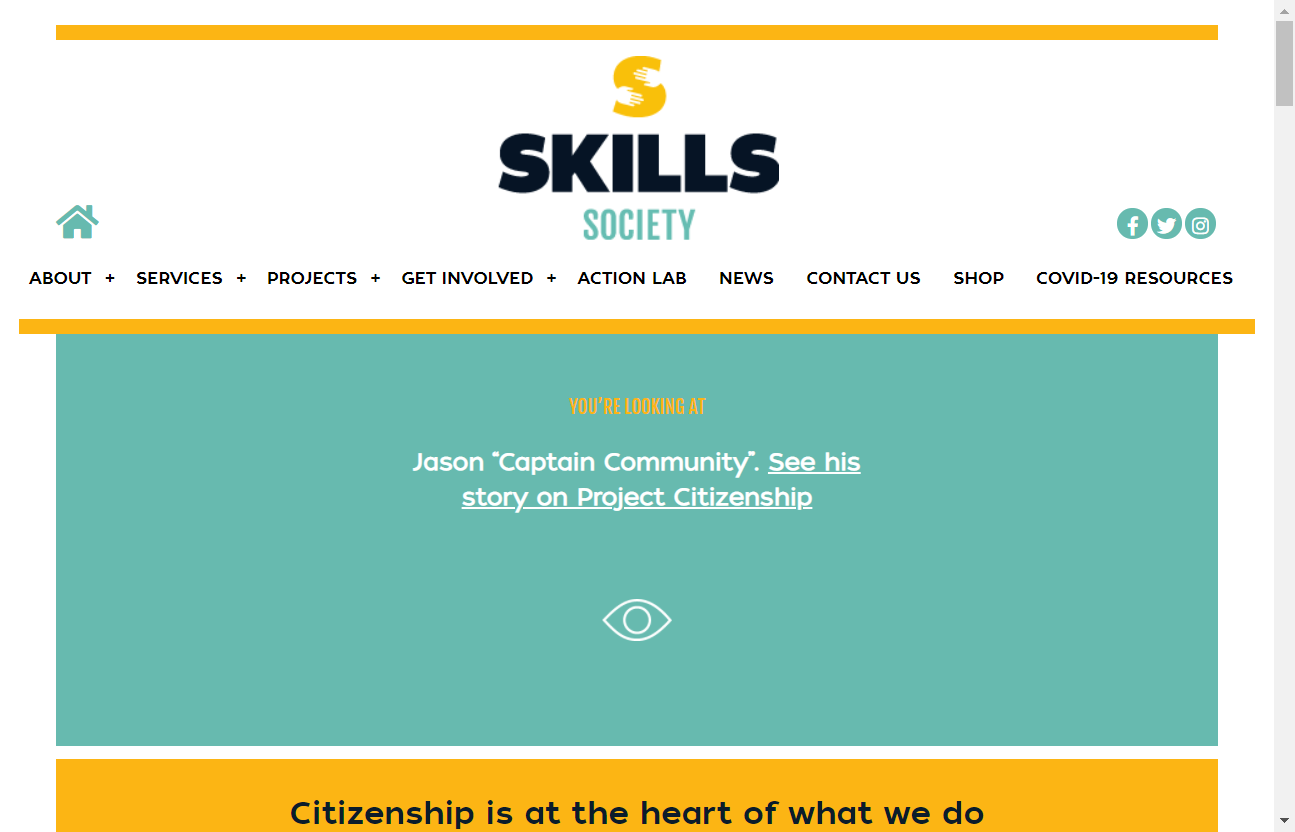 SKILLS
SOCIETY
ABOUT + SERVICES + PROJECTS + GET INVOLVED + ACTION LAB NEWS CONTACT US SHOP COVID-19 RESOURCES
YOU'RE LOOKING AT
Jason “Captain Community”. See his
story on Project Citizenship
Citizenship is at the heart of what we do